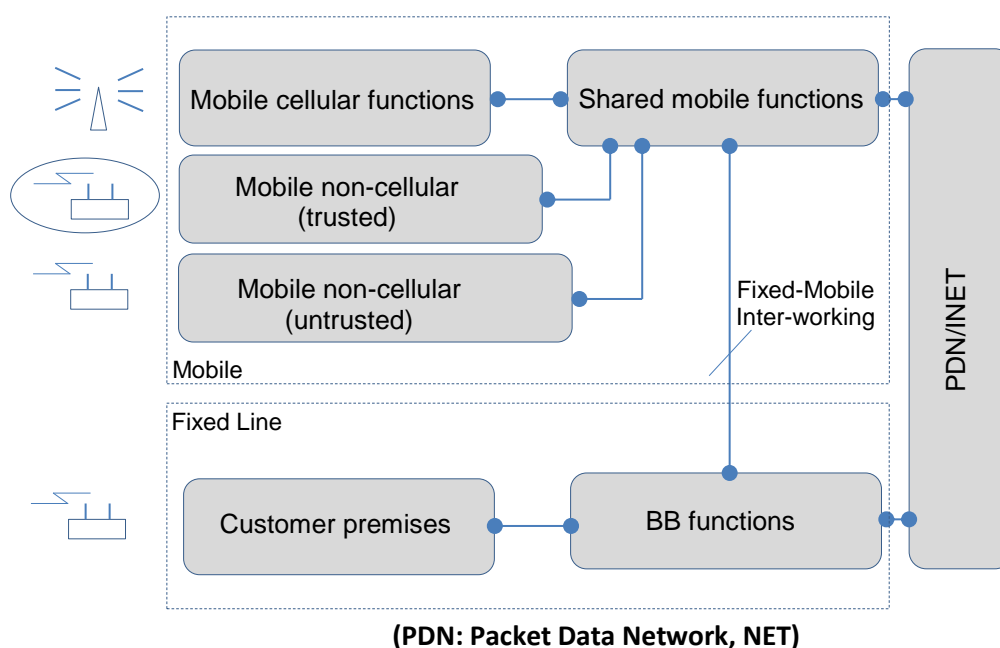 Mobile cellular functions
Shared mobile functions
Mobile non-cellular
(trusted)
Mobile non-cellular
(untrusted)
Fixed-Mobile
Inter-working
Mobile
PDN/INET
Fixed Line
Customer premises
BB functions
(PDN: Packet Data Network, NET)